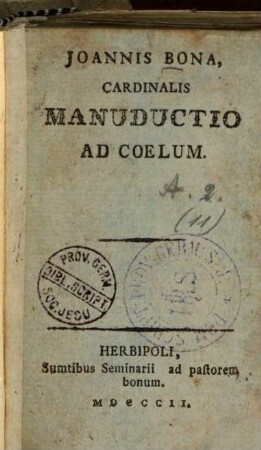 JOANNIS BONA,
CARDINALIS
MANUDUCTIO
AD COELUM.
A. 2.
(11)
PROV. GERM.
BIBL. SCRIPT.
SOC. JESU
HERBIPOLI,
Sumtibus Seminarii ad paſtorem
bonum.
MDCCCII.